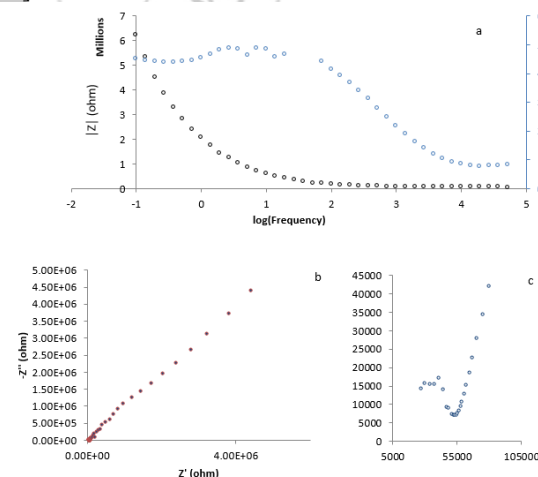 Millions
|Z| (ohm)
7
6
5
4
3
2
1
0
a
-2
-1
0
1
2
3
4
5
log(Frequency)
b
-Z'' (ohm)
5.00E+06
4.50E+06
4.00E+06
3.50E+06
3.00E+06
2.50E+06
2.00E+06
1.50E+06
1.00E+06
5.00E+05
0.00E+00
0.00E+00
4.00E+06
Z' (ohm)
c
45000
40000
35000
30000
25000
20000
15000
10000
5000
0
5000
55000
105000